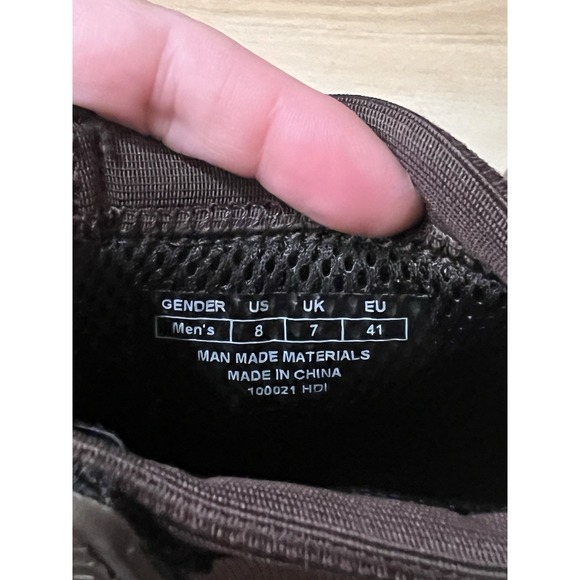 GENDER US UK EU
Men's 8 7 41
MAN MADE MATERIALS
MADE IN CHINA
100021 HDI